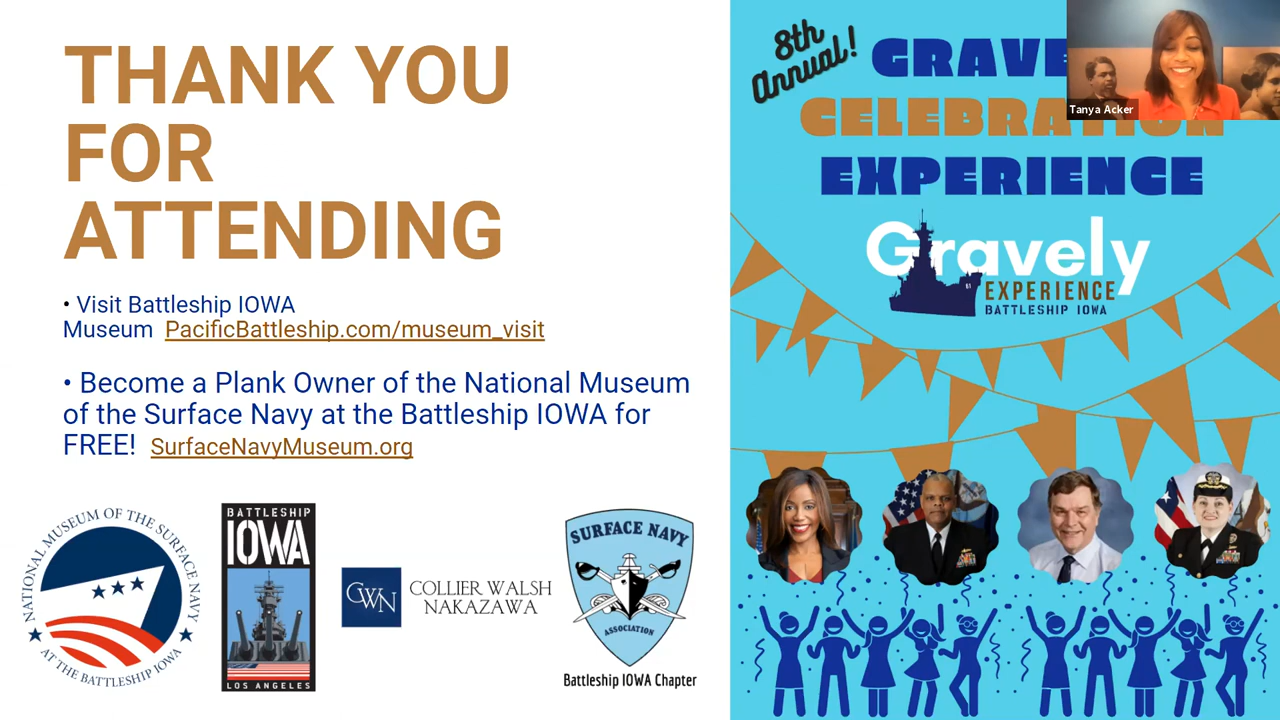 THANK YOU
FOR
ATTENDING
• Visit Battleship IOWA
Museum PacificBattleship.com/museum_visit
• Become a Plank Owner of the National Museum
of the Surface Navy at the Battleship IOWA for
FREE! SurfaceNavyMuseum.org
NATIONAL MUSEUM OF THE SURFACE NAVY
AT THE BATTLESHIP IOWA
BATTLESHIP
IOWA
LOS ANGELES
CWN
COLLIER WALSH
NAKAZAWA
SURFACE NAVY
ASSOCIATION
Battleship IOWA Chapter
8th
Annual!
GRAVE
CELEBRATION
EXPERIENCE
Tanya Acker
Gravely
EXPERIENCE
BATTLESHIP IOWA